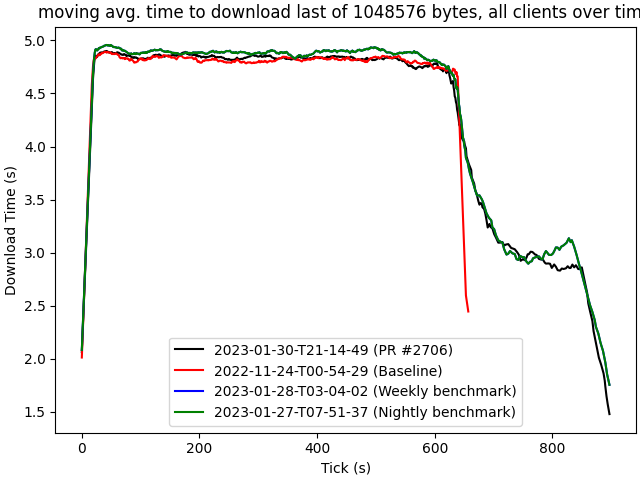 moving avg. time to download last of 1048576 bytes, all clients over tim
5.0
4.5
4.0
3.5
3.0
2.5
2.0
1.5
Download Time (s)
2023-01-30-T21-14-49 (PR #2706)
2022-11-24-T00-54-29 (Baseline)
2023-01-28-T03-04-02 (Weekly benchmark)
2023-01-27-T07-51-37 (Nightly benchmark)
0 200 400 600 800
Tick (s)